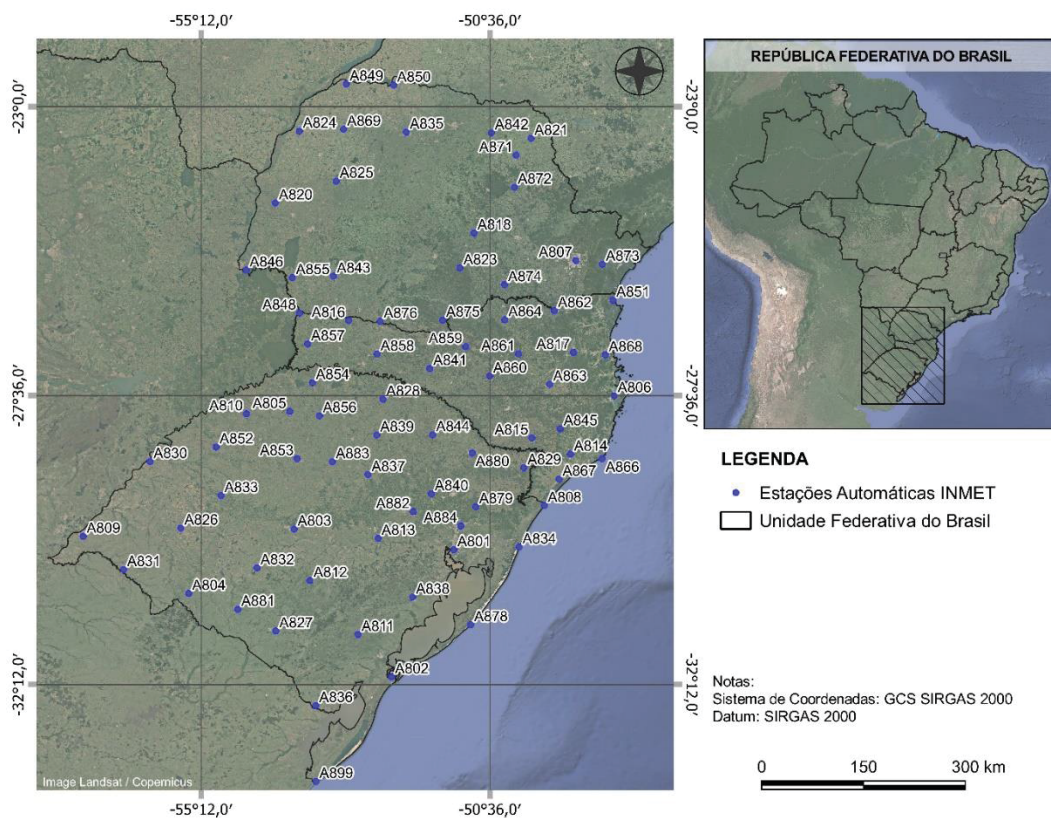 -55°12,0'
-50°36,0'
-23°0,0'
-27°36,0'
-32°12,0'
A849
A850
A824
A869
A835
A842
A821
A871
A825
A872
A820
A818
A807
A873
A846
A855
A843
A823
A874
A851
A848
A816
A876
A875
A864
A862
A857
A858
A859
A861
A817
A868
A841
A860
A863
A854
A828
A806
A810
A805
A856
A839
A844
A815
A845
A852
A830
A853
A883
A880
A829
A814
A866
A837
A867
A833
A840
A882
A879
A808
A826
A803
A884
A809
A813
A801
A834
A831
A832
A812
A804
A838
A881
A827
A811
A878
A802
A836
A899
Image Landsat / Copernicus
-55°12,0'
-50°36,0'
-23°0,0'
-27°36,0'
-32°12,0'
REPÚBLICA FEDERATIVA DO BRASIL
LEGENDA
Estações Automáticas INMET
Unidade Federativa do Brasil
Notas:
Sistema de Coordenadas: GCS SIRGAS 2000
Datum: SIRGAS 2000
0 150 300 km